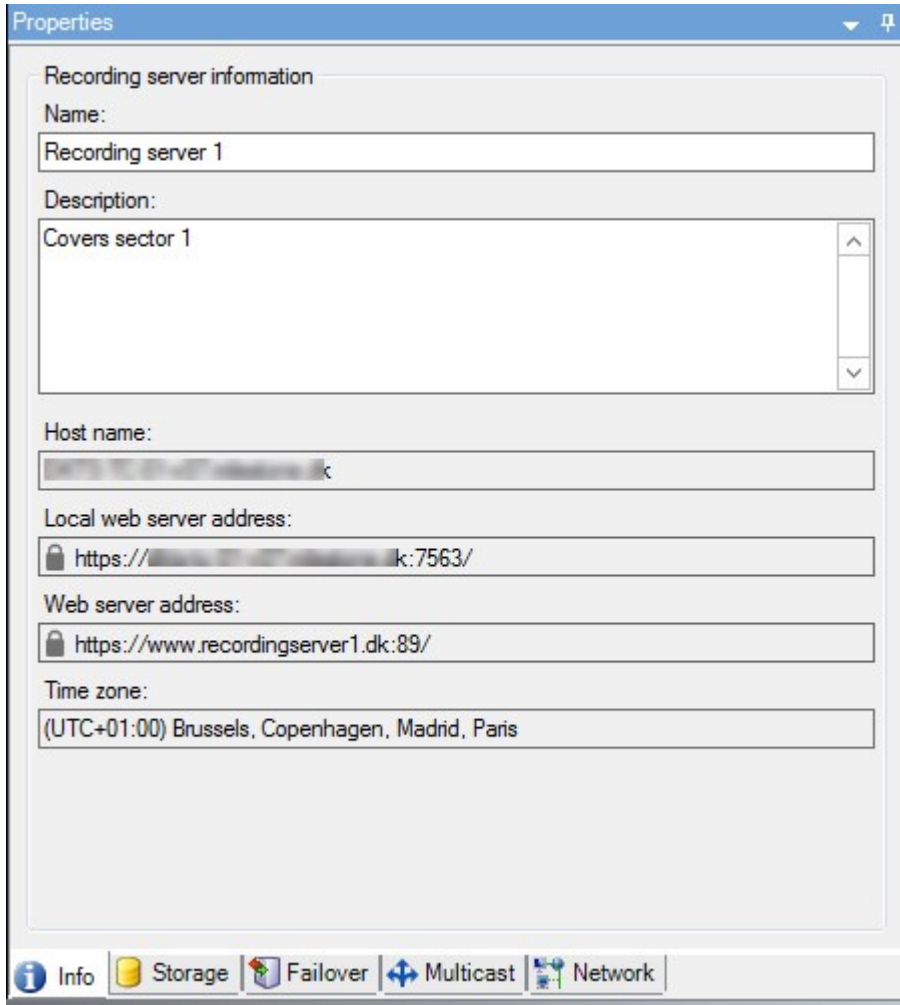 Properties
Recording server information
Name:
Recording server 1
Description:
Covers sector 1
Host name:
k
Local web server address:
https:// k:7563/
Web server address:
https://www.recordingserver1.dk:89/
Time zone:
(UTC+01:00) Brussels, Copenhagen, Madrid, Paris
Info Storage Failover Multicast Network